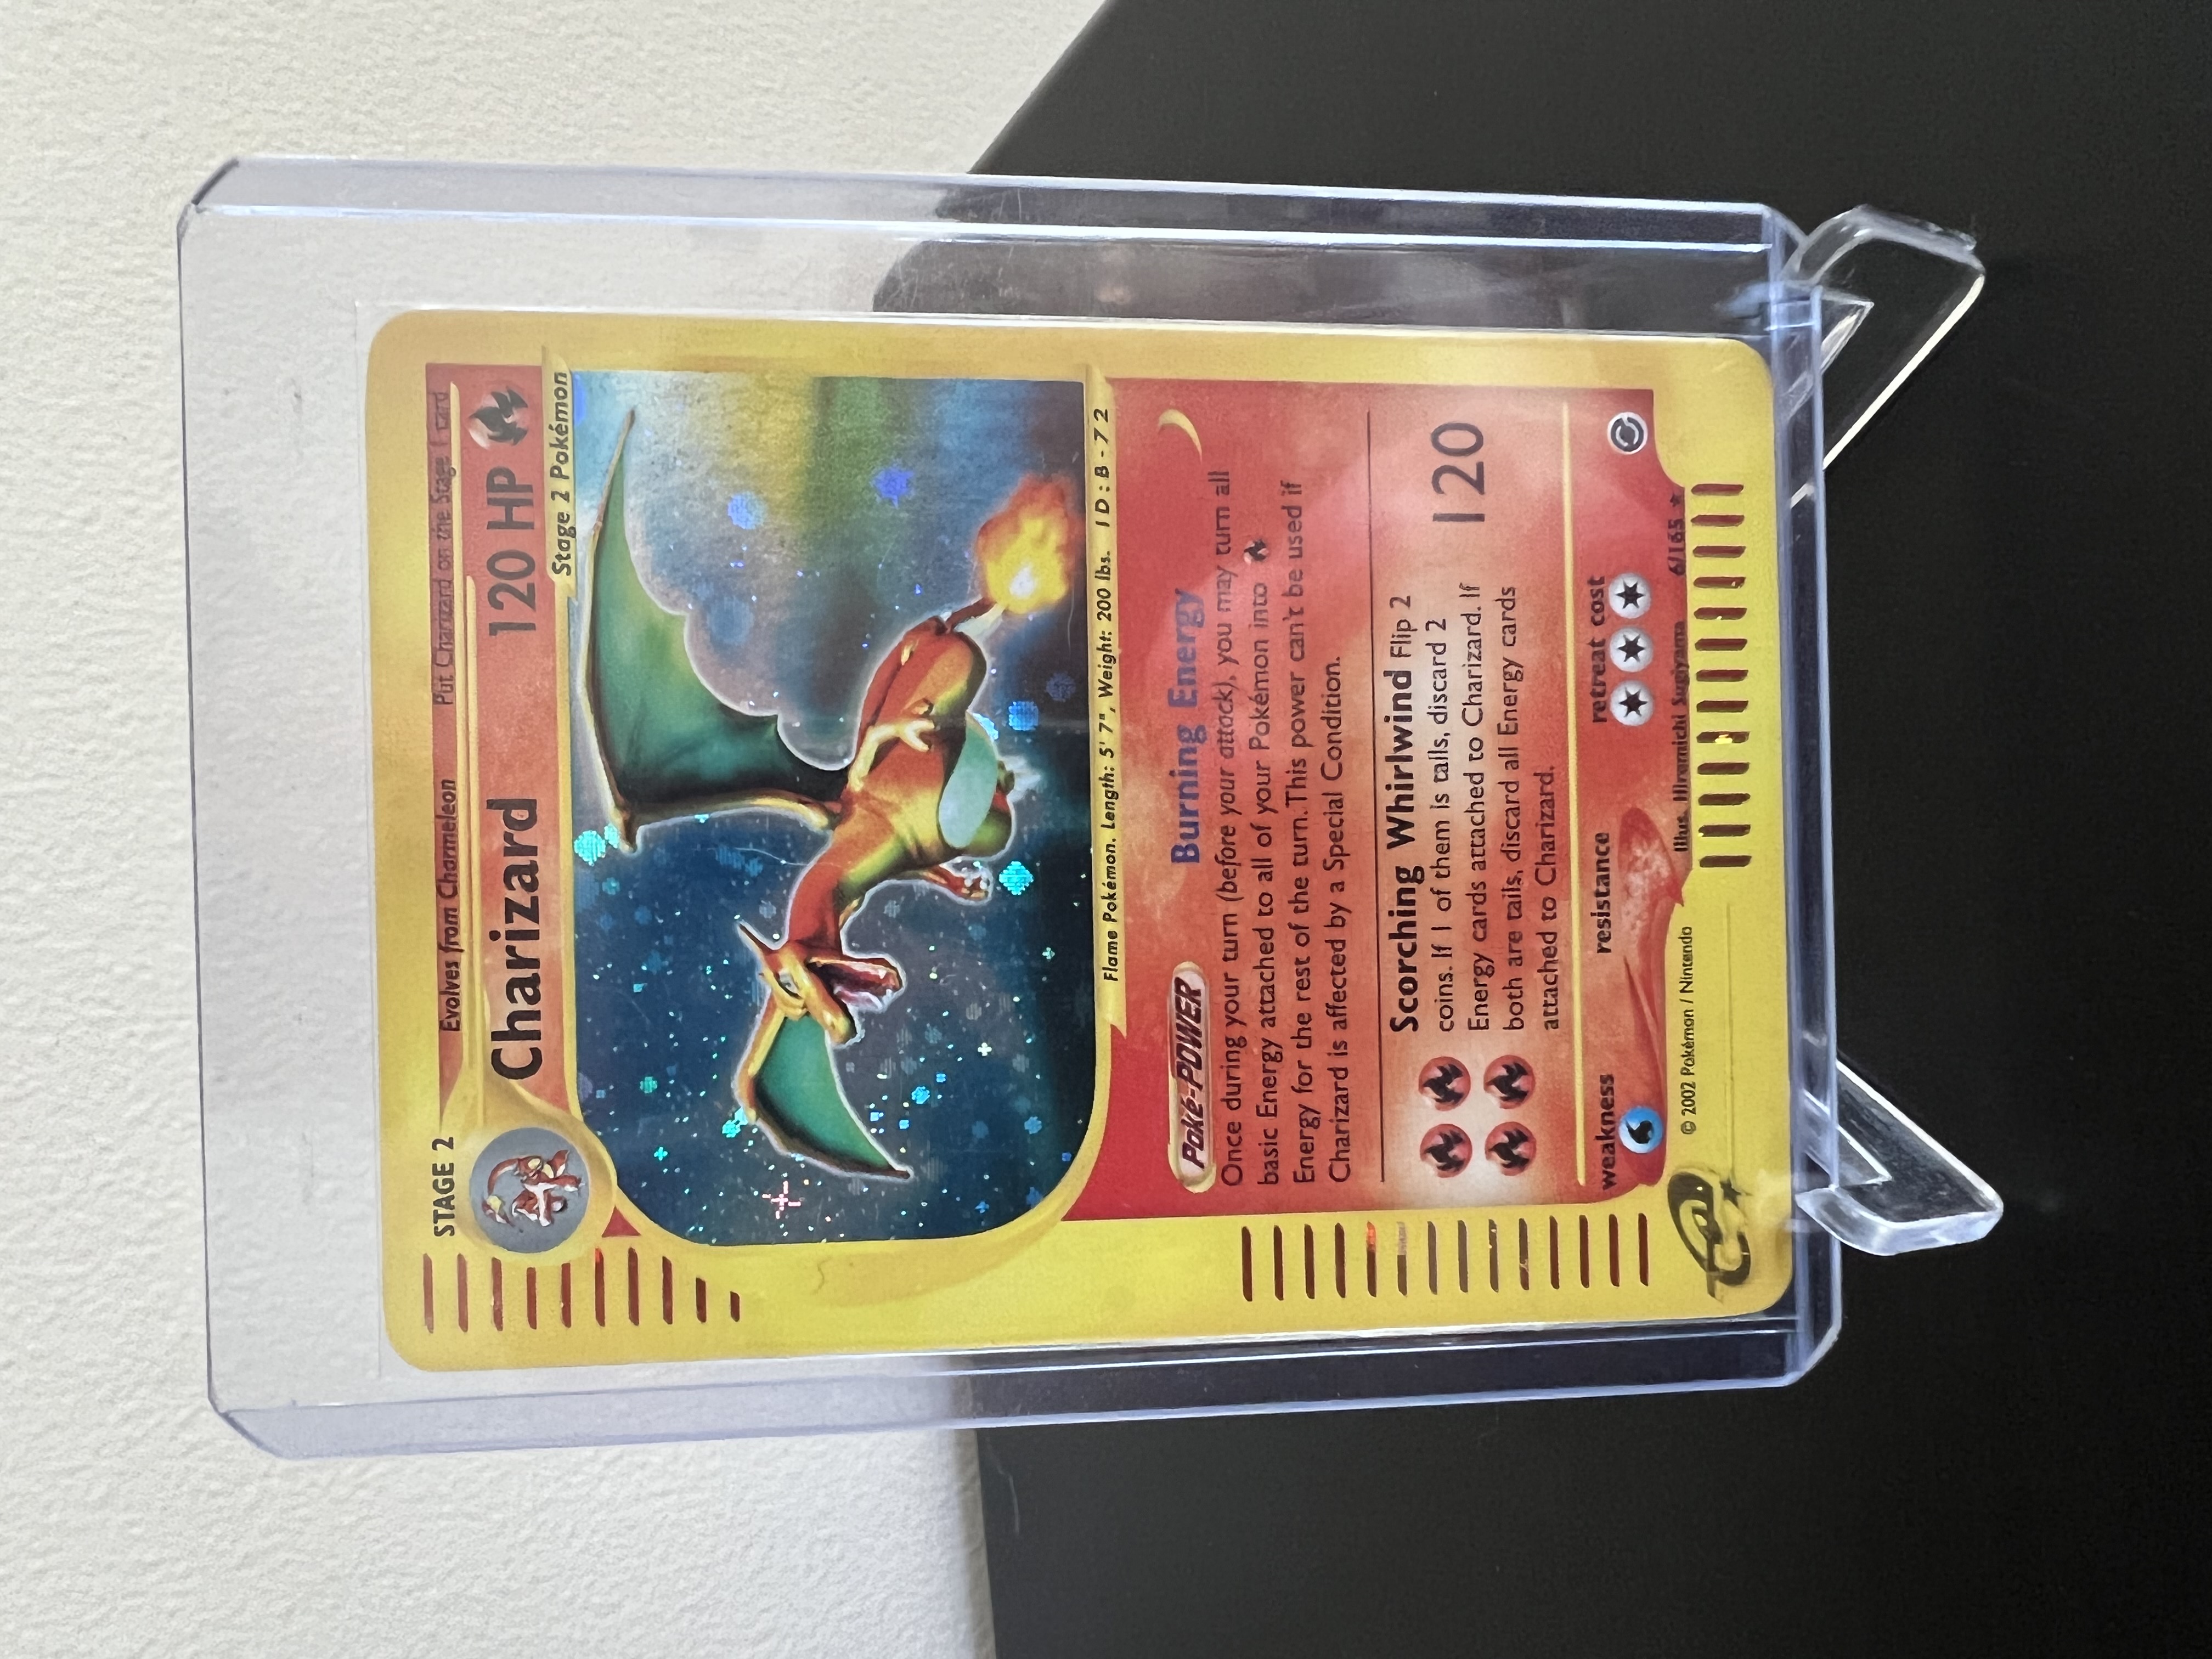 STAGE 2 Evolves from Charmeleon Put Charizard on the Stage 1 card
Charizard 120 HP
Stage 2 Pokémon
Flame Pokémon. Length: 5' 7", Weight: 200 lbs. ID:B-72
Poké-POWER Burning Energy
Once during your turn (before your attack), you may turn all
basic Energy attached to all of your Pokémon into
Energy for the rest of the turn. This power can't be used if
Charizard is affected by a Special Condition.
Scorching Whirlwind Flip 2
coins. If 1 of them is tails, discard 2
Energy cards attached to Charizard. If
both are tails, discard all Energy cards
attached to Charizard.
120
weakness resistance retreat cost
© 2002 Pokémon / Nintendo Illus. Hiromichi Sugiyama 6/165
e